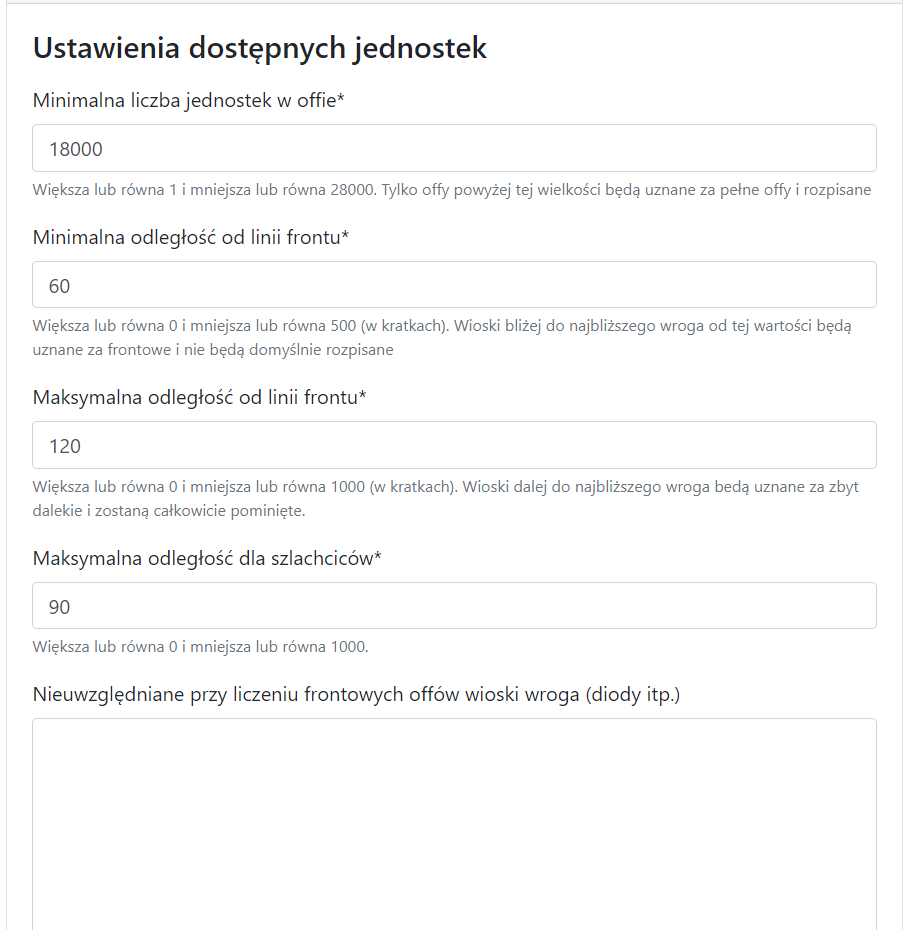 Ustawienia dostępnych jednostek
Minimalna liczba jednostek w offie*
18000
Większa lub równa 1 i mniejsza lub równa 28000. Tylko offy powyżej tej wielkości będą uznane za pełne offy i rozpisane
Minimalna odległość od linii frontu*
60
Większa lub równa 0 i mniejsza lub równa 500 (w kratkach). Wioski bliżej do najbliższego wroga od tej wartości będą
uznane za frontowe i nie będą domyślnie rozpisane
Maksymalna odległość od linii frontu*
120
Większa lub równa 0 i mniejsza lub równa 1000 (w kratkach). Wioski dalej do najbliższego wroga bedą uznane za zbyt
dalekie i zostaną całkowicie pominięte.
Maksymalna odległość dla szlachciców*
90
Większa lub równa 0 i mniejsza lub równa 1000.
Nieuwzględniane przy liczeniu frontowych offów wioski wroga (diody itp.)